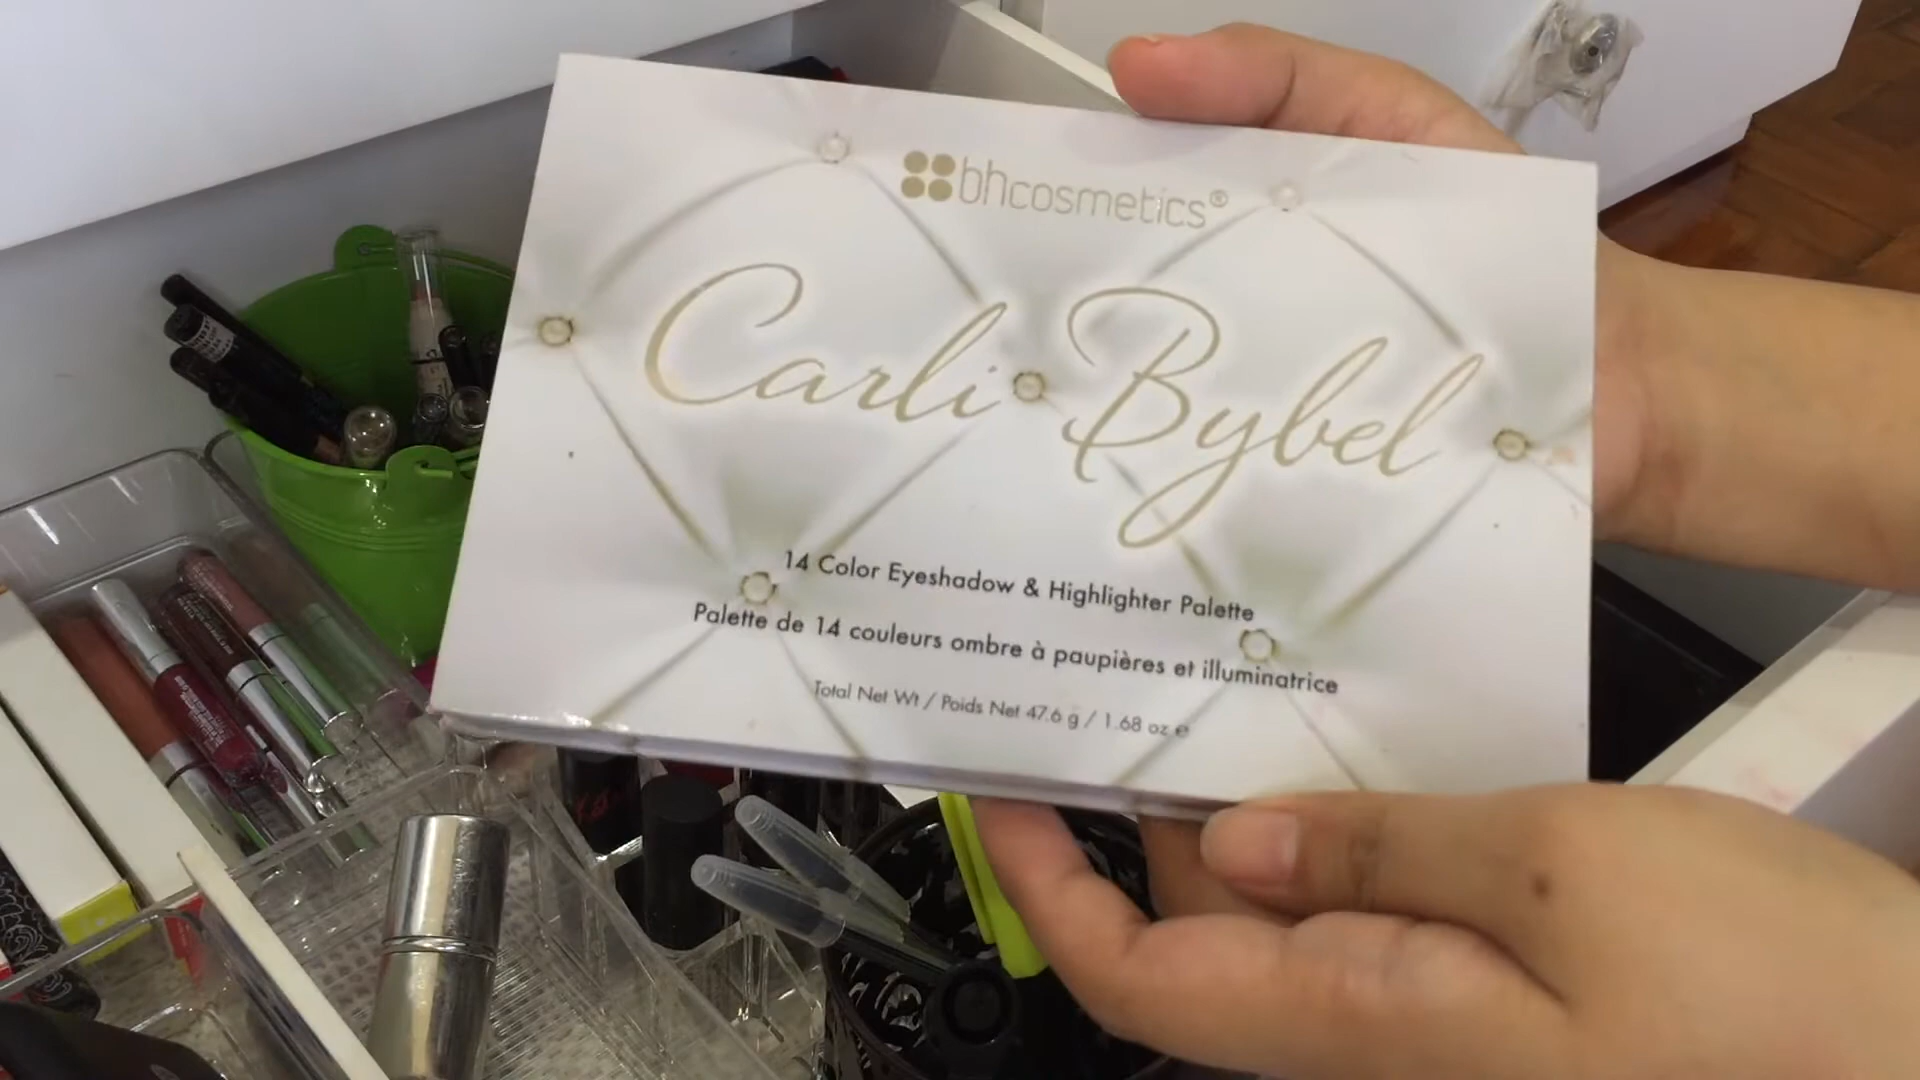 bhcosmetics®
Carli Bybel
14 Color Eyeshadow & Highlighter Palette
Palette de 14 couleurs ombre à paupières et illuminatrice
Total Net Wt / Poids Net 47.6 g / 1.68 oz e